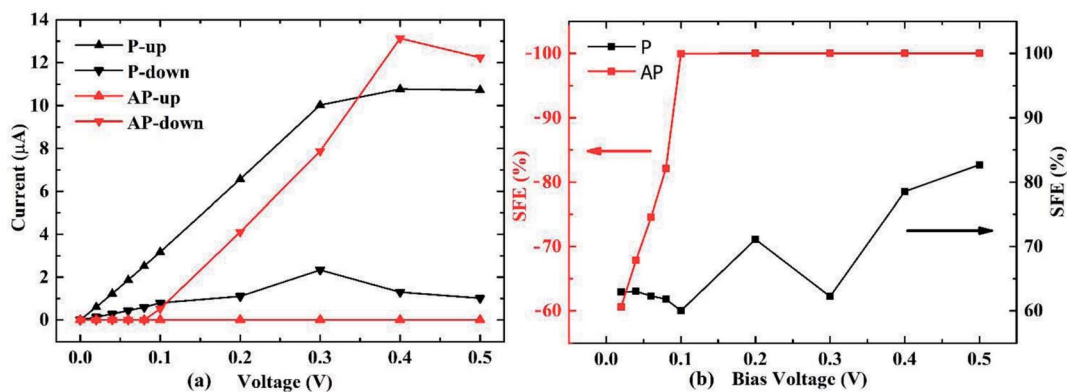 14
12
10
8
6
4
2
0
Current (μA)
P-up
P-down
AP-up
AP-down
0.0 0.1 0.2 0.3 0.4 0.5
(a) Voltage (V)
-100
-90
-80
-70
-60
SFE (%)
P
AP
100
90
80
70
60
SFE (%)
0.0 0.1 0.2 0.3 0.4 0.5
(b) Bias Voltage (V)